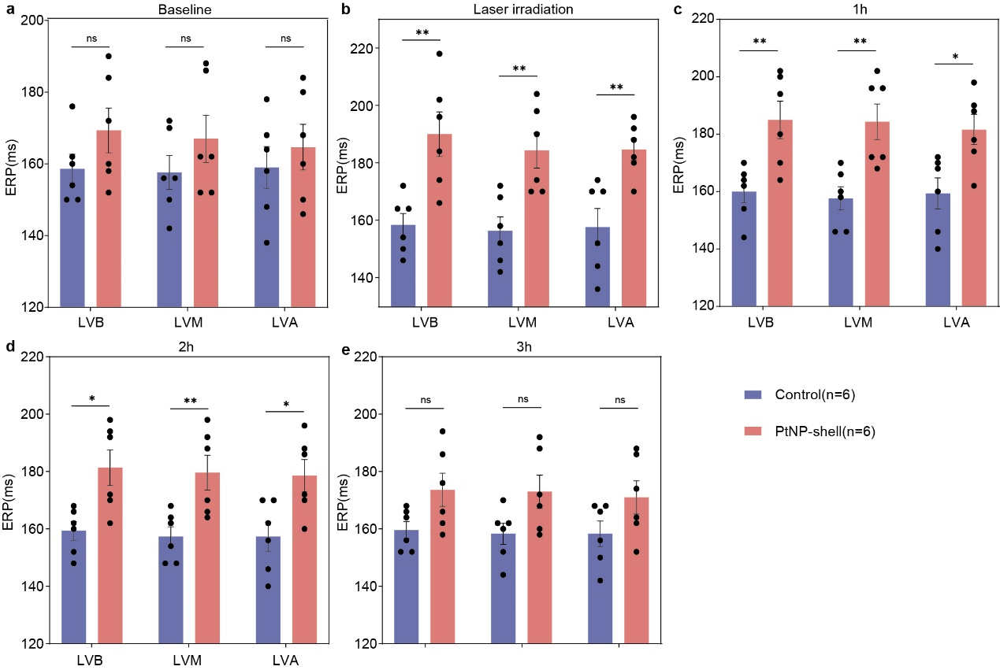 a
Baseline
ERP(ms)
200
180
160
140
120
ns
ns
ns
LVB
LVM
LVA
b
Laser irradiation
ERP(ms)
220
200
180
160
140
**
**
**
LVB
LVM
LVA
c
1h
ERP(ms)
220
200
180
160
140
120
**
**
*
LVB
LVM
LVA
d
2h
ERP(ms)
220
200
180
160
140
120
*
**
*
LVB
LVM
LVA
e
3h
ERP(ms)
220
200
180
160
140
120
ns
ns
ns
Control(n=6)
PtNP-shell(n=6)